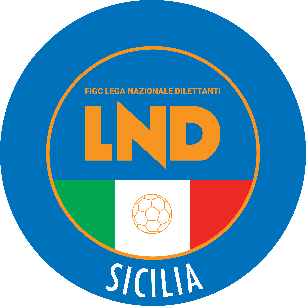 FIGC LEGA NAZIONALE DILETTANTI
LND
SICILIA